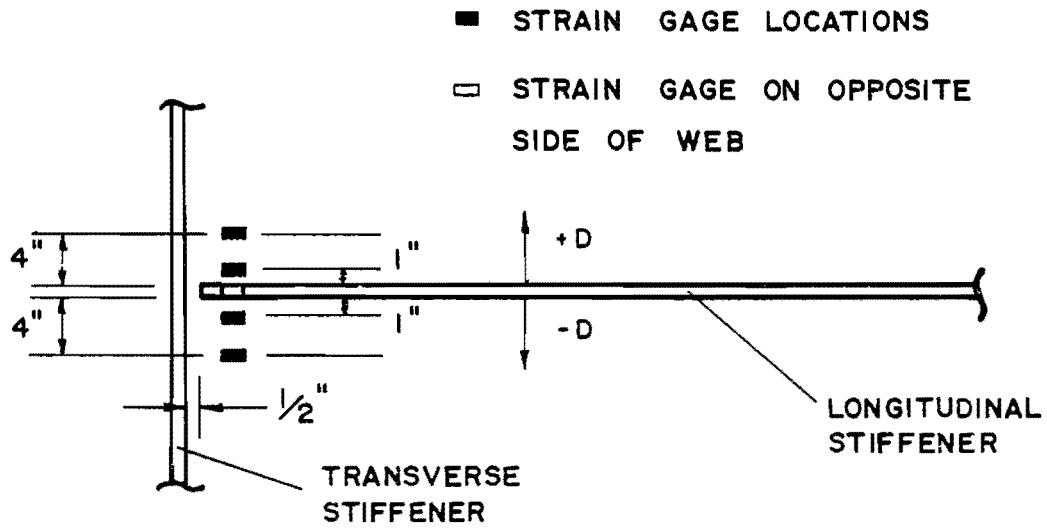 STRAIN GAGE LOCATIONS
STRAIN GAGE ON OPPOSITE
SIDE OF WEB
4"
1"
+D
4"
1"
-D
1/2"
LONGITUDINAL
STIFFENER
TRANSVERSE
STIFFENER